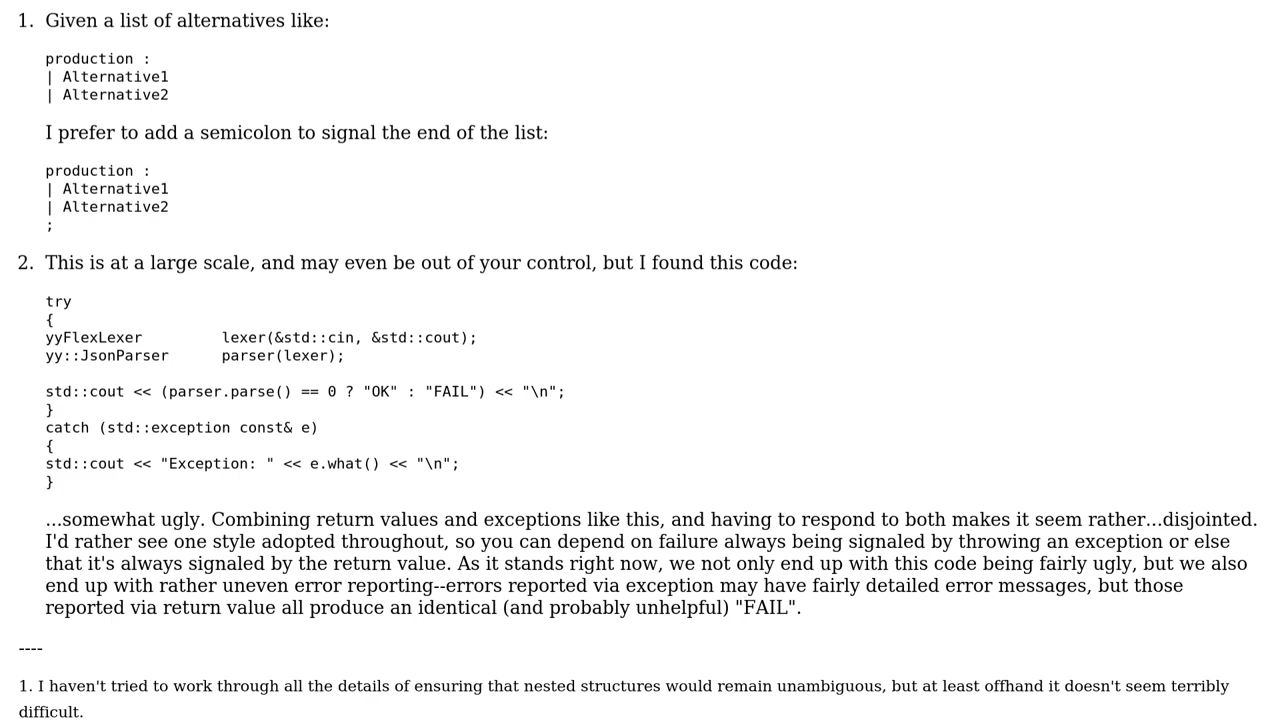 1. Given a list of alternatives like:
production :
| Alternative1
| Alternative2
I prefer to add a semicolon to signal the end of the list:
production :
| Alternative1
| Alternative2
;
2. This is at a large scale, and may even be out of your control, but I found this code:
try
{
yyFlexLexer         lexer(&std::cin, &std::cout);
yy::JsonParser      parser(lexer);
std::cout << (parser.parse() == 0 ? "OK" : "FAIL") << "\n";
}
catch (std::exception const& e)
{
std::cout << "Exception: " << e.what() << "\n";
}
...somewhat ugly. Combining return values and exceptions like this, and having to respond to both makes it seem rather...disjointed.
I'd rather see one style adopted throughout, so you can depend on failure always being signaled by throwing an exception or else
that it's always signaled by the return value. As it stands right now, we not only end up with this code being fairly ugly, but we also
end up with rather uneven error reporting--errors reported via exception may have fairly detailed error messages, but those
reported via return value all produce an identical (and probably unhelpful) "FAIL".
----
1. I haven't tried to work through all the details of ensuring that nested structures would remain unambiguous, but at least offhand it doesn't seem terribly
difficult.